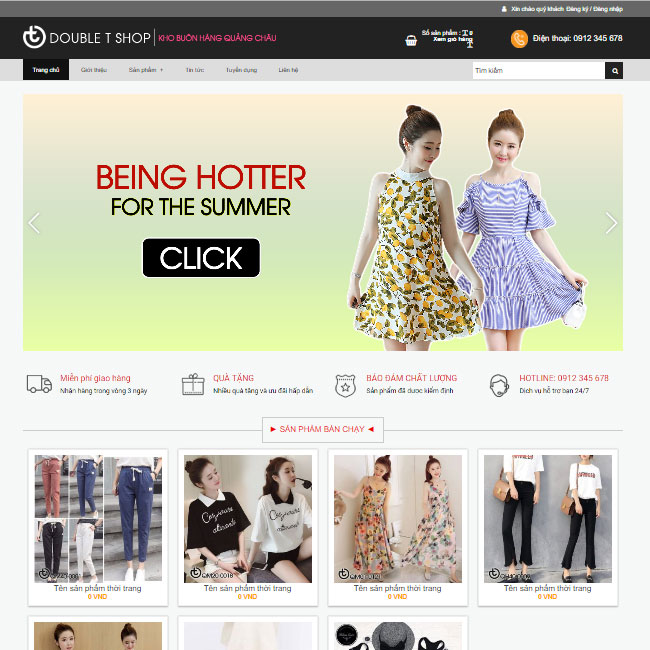 Xin chào quý khách Đăng ký / Đăng nhập
DOUBLE T SHOP KHO BUÔN HÀNG QUẢNG CHÂU
Số sản phẩm : 0
Xem giỏ hàng
Điện thoại: 0912 345 678
Trang chủ Giới thiệu Sản phẩm + Tin tức Tuyển dụng Liên hệ
Tìm kiếm
BEING HOTTER
FOR THE SUMMER
CLICK
Miễn phí giao hàng
Nhận hàng trong vòng 3 ngày
QUÀ TẶNG
Nhiều quà tặng và ưu đãi hấp dẫn
BẢO ĐẢM CHẤT LƯỢNG
Sản phẩm đã được kiểm định
HOTLINE: 0912 345 678
Dịch vụ hỗ trợ bạn 24/7
► SẢN PHẨM BÁN CHẠY ◄
Tên sản phẩm thời trang
0 VND
Tên sản phẩm thời trang
0 VND
Tên sản phẩm thời trang
0 VND
Tên sản phẩm thời trang
0 VND